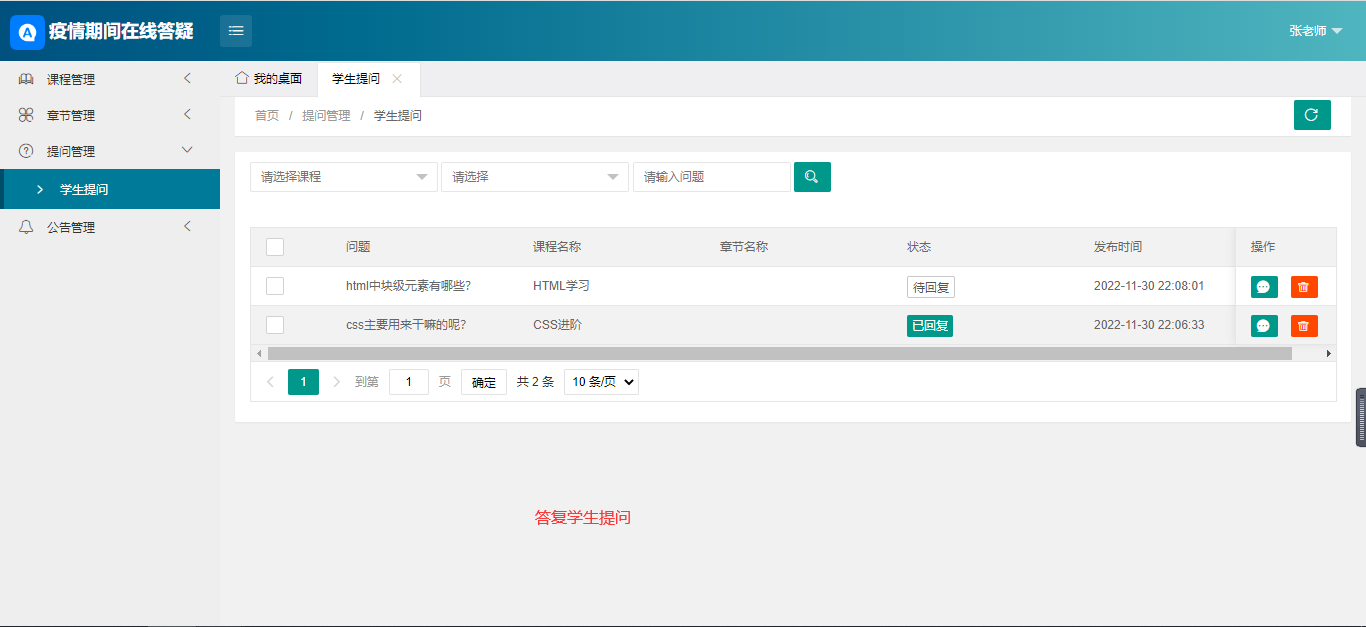 疫情期间在线答疑
张老师
课程管理
章节管理
提问管理
学生提问
公告管理
我的桌面 学生提问
首页 / 提问管理 / 学生提问
请选择课程 请选择 请输入问题
问题 课程名称 章节名称 状态 发布时间 操作
html中块级元素有哪些? HTML学习 待回复 2022-11-30 22:08:01
css主要用来干嘛的呢? CSS进阶 已回复 2022-11-30 22:06:33
1 到第 1 页 确定 共 2 条 10 条/页
答复学生提问